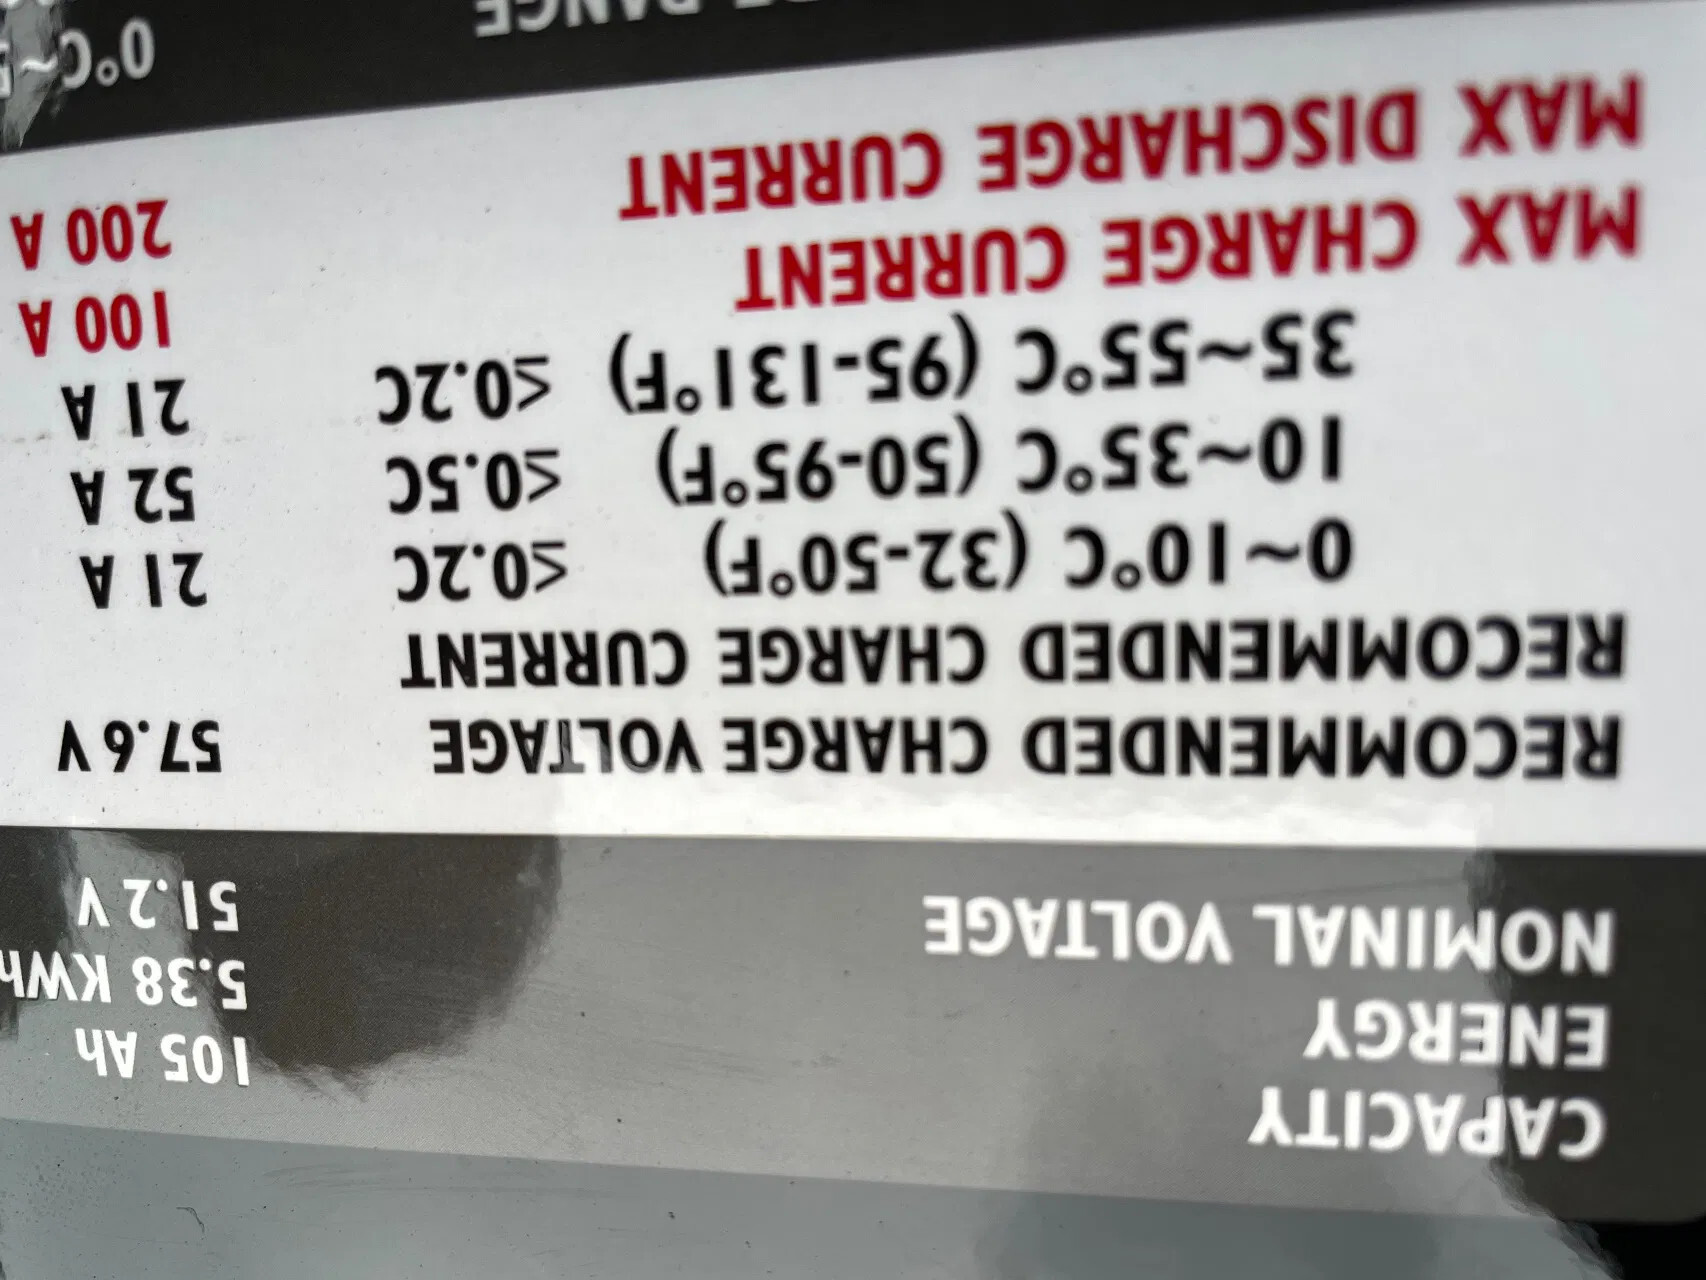 CAPACITY 105 Ah
ENERGY 5.38 KWh
NOMINAL VOLTAGE 51.2 V
RECOMMENDED CHARGE VOLTAGE 57.6 V
RECOMMENDED CHARGE CURRENT
0~10°C (32-50°F) ≤0.2C 21 A
10~35°C (50-95°F) ≤0.5C 52 A
35~55°C (95-131°F) ≤0.2C 21 A
MAX CHARGE CURRENT 100 A
MAX DISCHARGE CURRENT 200 A
RANGE 0°C~